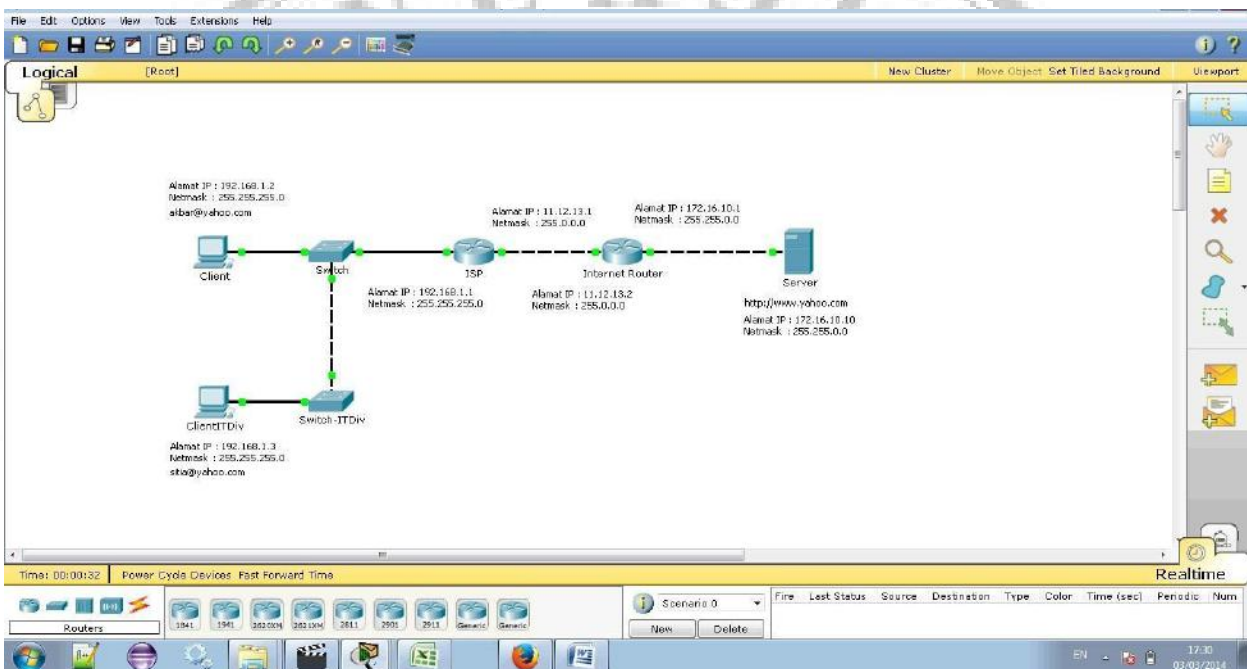 File Edit Options View Tools Extensions Help
Logical [Root] New Cluster Move Object Set Tiled Background Viewport
Alamat IP : 192.168.1.2
Netmask : 255.255.255.0
akbar@yahoo.com
Alamat IP : 11.12.13.1
Netmask : 255.0.0.0
Alamat IP : 172.16.10.1
Netmask : 255.255.0.0
Client
Switch
ISP
Internet Router
Server
Alamat IP : 192.168.1.1
Netmask : 255.255.255.0
Alamat IP : 11.12.13.2
Netmask : 255.0.0.0
http://www.yahoo.com
Alamat IP : 172.16.10.10
Netmask : 255.255.0.0
ClientITDiv
Switch-ITDiv
Alamat IP : 192.168.1.3
Netmask : 255.255.255.0
sitia@yahoo.com
Time: 00:00:32 Power Cycle Devices Fast Forward Time
Realtime
Routers
1841 1941 2620XM 2621XM 2811 2901 2911 Generic Generic
Scenario 0
New Delete
Fire Last Status Source Destination Type Color Time (sec) Periodic Num
EN
17:30
03/03/2014